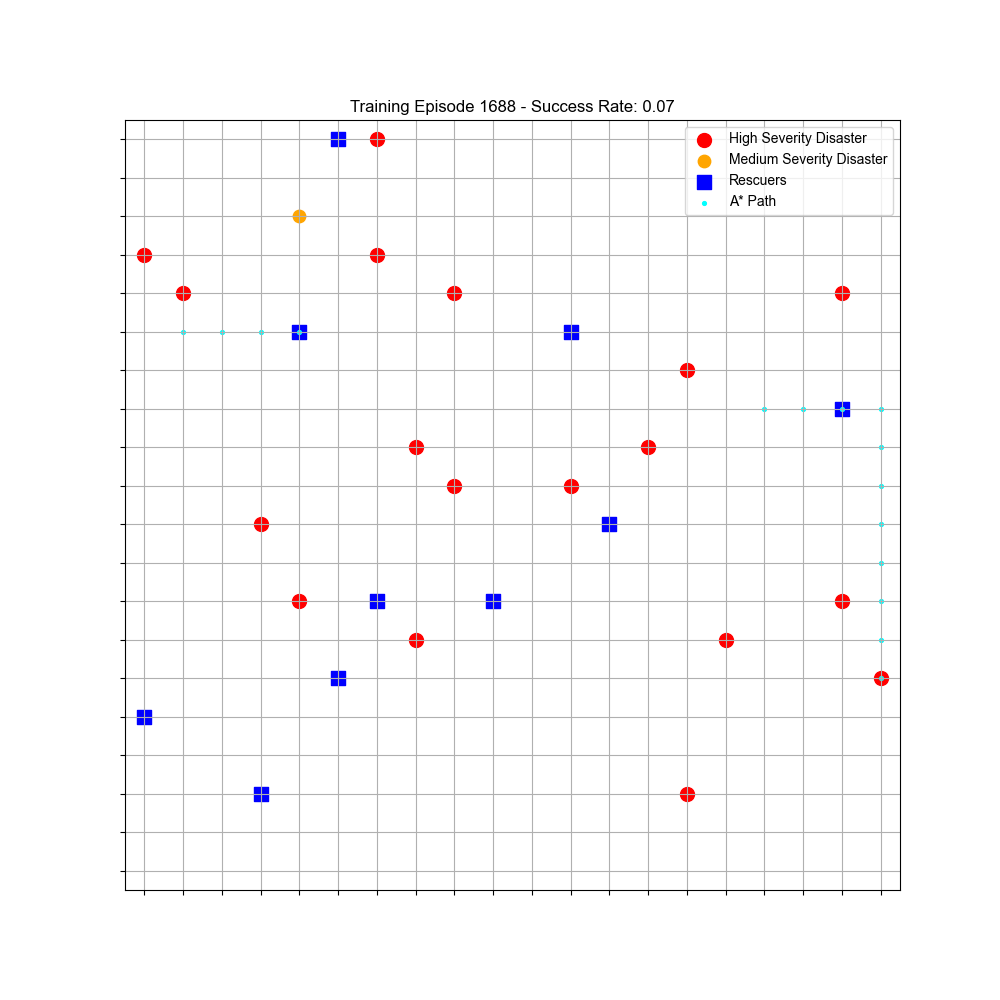 Training Episode 1688 - Success Rate: 0.07
High Severity Disaster
Medium Severity Disaster
Rescuers
A* Path